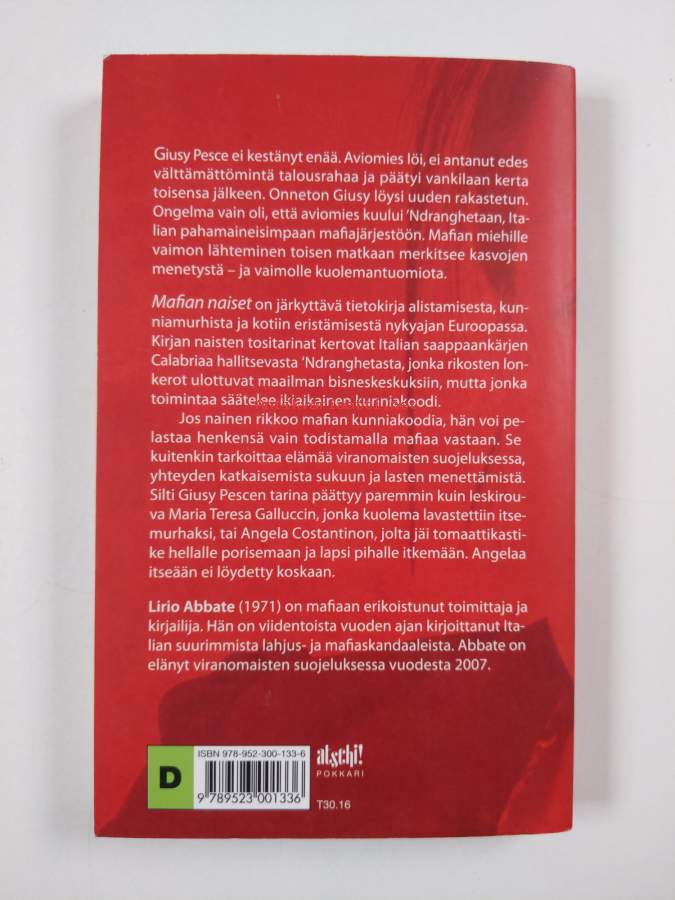 Giusy Pesce ei kestänyt enää. Aviomies löi, ei antanut edes
välttämättömintä talousrahaa ja päätyi vankilaan kerta
toisensa jälkeen. Onneton Giusy löysi uuden rakastetun.
Ongelma vain oli, että aviomies kuului ’Ndranghetaan, Ita-
lian pahamaineisimpaan mafiajärjestöön. Mafian miehille
vaimon lähteminen toisen matkaan merkitsee kasvojen
menetystä – ja vaimolle kuolemantuomiota.
Mafian naiset on järkyttävä tietokirja alistamisesta, kun-
niamurhista ja kotiin eristämisestä nykyajan Euroopassa.
Kirjan naisten tositarinat kertovat Italian saappaankärjen
Calabriaa hallitsevasta ’Ndranghetasta, jonka rikosten lon-
kerot ulottuvat maailman bisneskeskuksiin, mutta jonka
toimintaa säätelee ikiaikainen kunniakoodi.
Jos nainen rikkoo mafian kunniakoodia, hän voi pe-
lastaa henkensä vain todistamalla mafiaa vastaan. Se
kuitenkin tarkoittaa elämää viranomaisten suojeluksessa,
yhteyden katkaisemista sukuun ja lasten menettämistä.
Silti Giusy Pescen tarina päättyy paremmin kuin leskirou-
va Maria Teresa Galluccin, jonka kuolema lavastettiin itse-
murhaksi, tai Angela Costantinon, jolta jäi tomaattikasti-
ke hellalle porisemaan ja lapsi pihalle itkemään. Angelaa
itseään ei löydetty koskaan.
Lirio Abbate (1971) on mafiaan erikoistunut toimittaja ja
kirjailija. Hän on viidentoista vuoden ajan kirjoittanut Ita-
lian suurimmista lahjus- ja mafiaskandaaleista. Abbate on
elänyt viranomaisten suojeluksessa vuodesta 2007.
D
ISBN 978-952-300-133-6
9 789523 001336
atschi!
POKKARI
T30.16